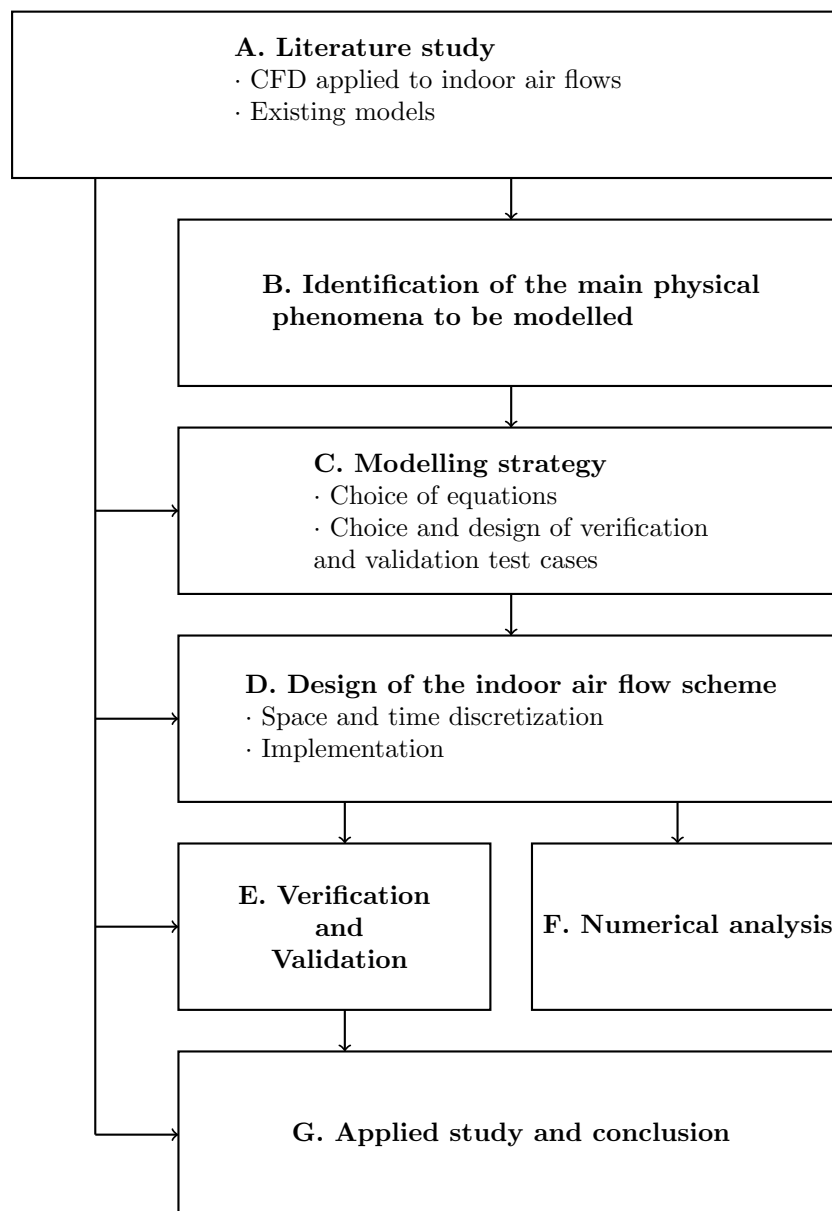 A. Literature study
· CFD applied to indoor air flows
· Existing models
B. Identification of the main physical
phenomena to be modelled
C. Modelling strategy
· Choice of equations
· Choice and design of verification
and validation test cases
D. Design of the indoor air flow scheme
· Space and time discretization
· Implementation
E. Verification
and
Validation
F. Numerical analysis
G. Applied study and conclusion